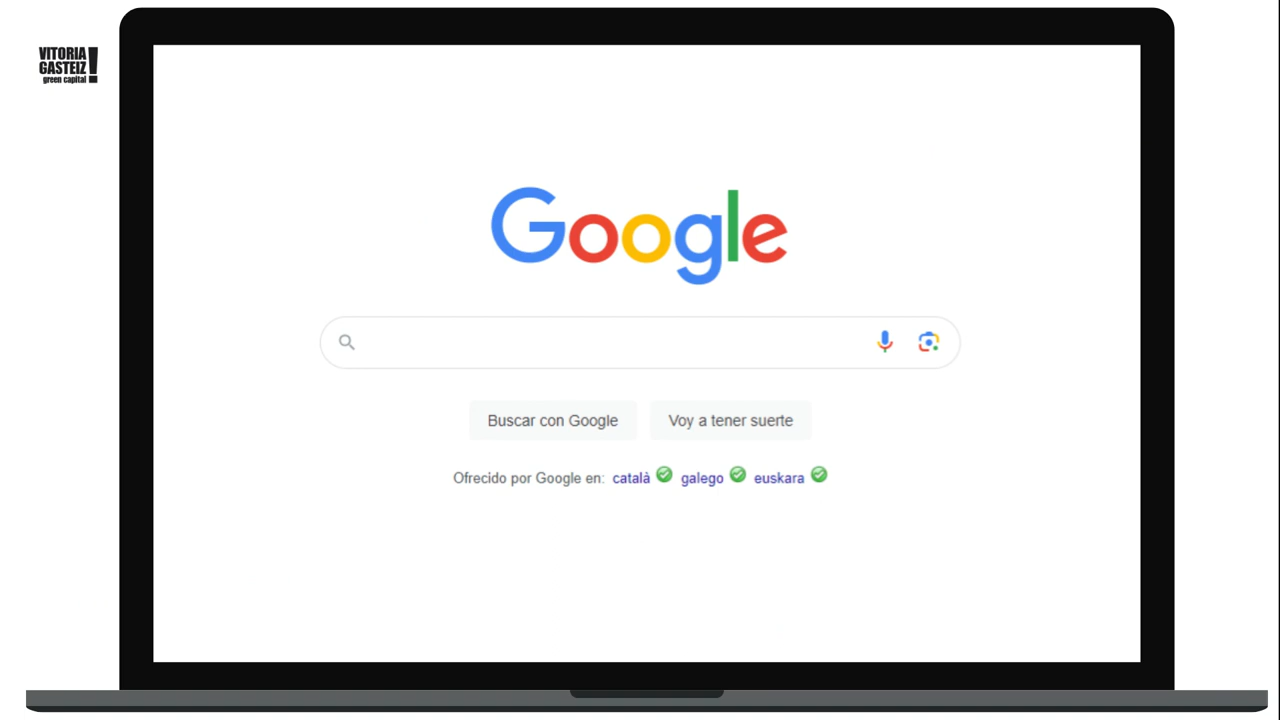 VITORIA
GASTEIZ
green capital
Google
Buscar con Google
Voy a tener suerte
Ofrecido por Google en: català galego euskara